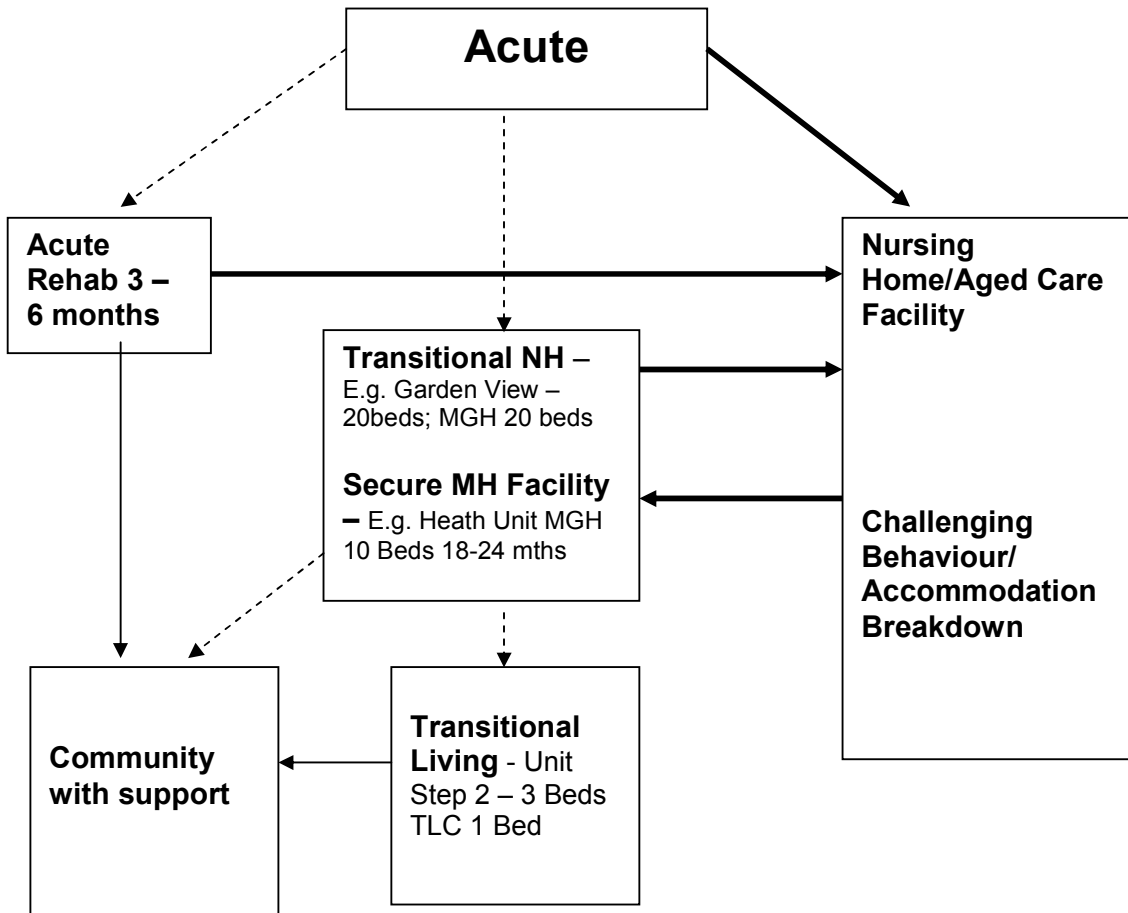 Acute
Acute
Rehab 3 –
6 months
Nursing
Home/Aged Care
Facility
Transitional NH –
E.g. Garden View –
20beds; MGH 20 beds
Secure MH Facility
– E.g. Heath Unit MGH
10 Beds 18-24 mths
Challenging
Behaviour/
Accommodation
Breakdown
Community
with support
Transitional
Living - Unit
Step 2 – 3 Beds
TLC 1 Bed